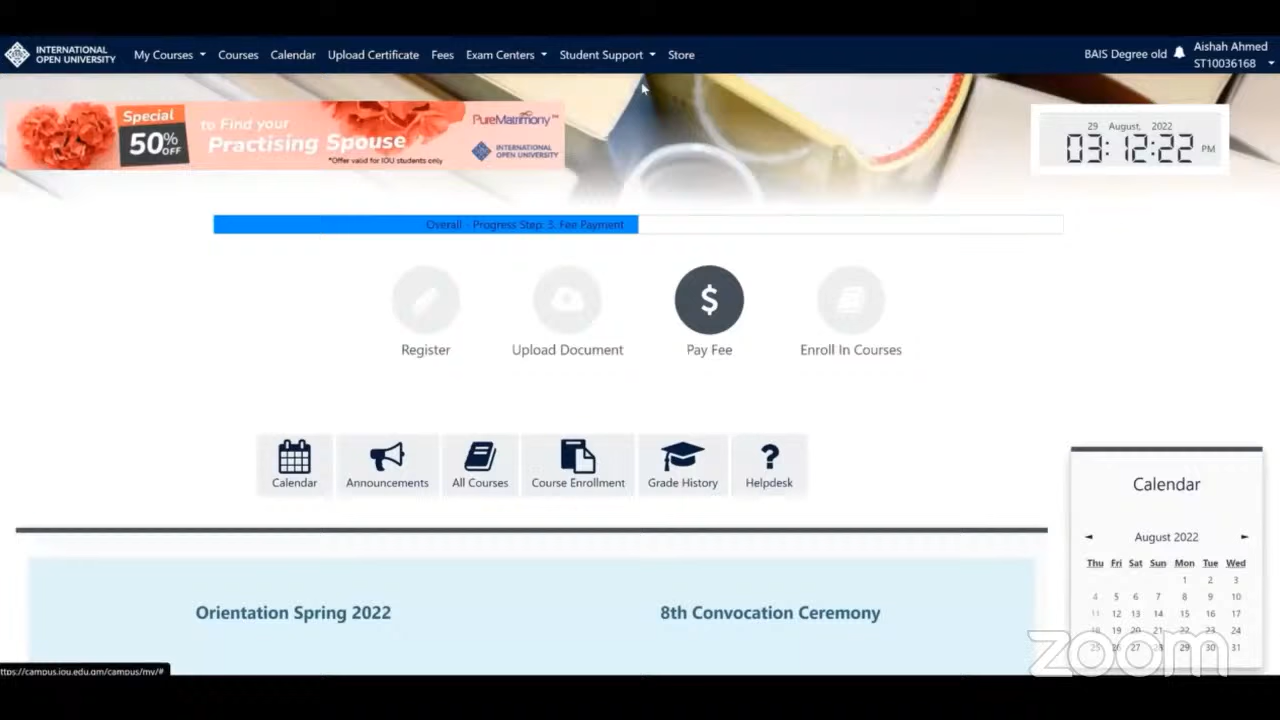 INTERNATIONAL
OPEN UNIVERSITY
My Courses Courses Calendar Upload Certificate Fees Exam Centers Student Support Store
BAIS Degree old
Aishah Ahmed
ST10036168
Special
50% OFF
to Find your
Practising Spouse
*Offer valid for IOU students only
PureMatrimony™
INTERNATIONAL
OPEN UNIVERSITY
29 August, 2022
03:12:22 PM
Overall - Progress Step: 3. Fee Payment
$
Register Upload Document Pay Fee Enroll In Courses
?
Calendar Announcements All Courses Course Enrollment Grade History Helpdesk
Calendar
◄ August 2022 ►
Thu Fri Sat Sun Mon Tue Wed
1 2 3
4 5 6 7 8 9 10
11 12 13 14 15 16 17
18 19 20 21 22 23 24
25 26 27 28 29 30 31
Orientation Spring 2022
8th Convocation Ceremony
ttps://campus.iou.edu.gm/campus/my/#
zoom